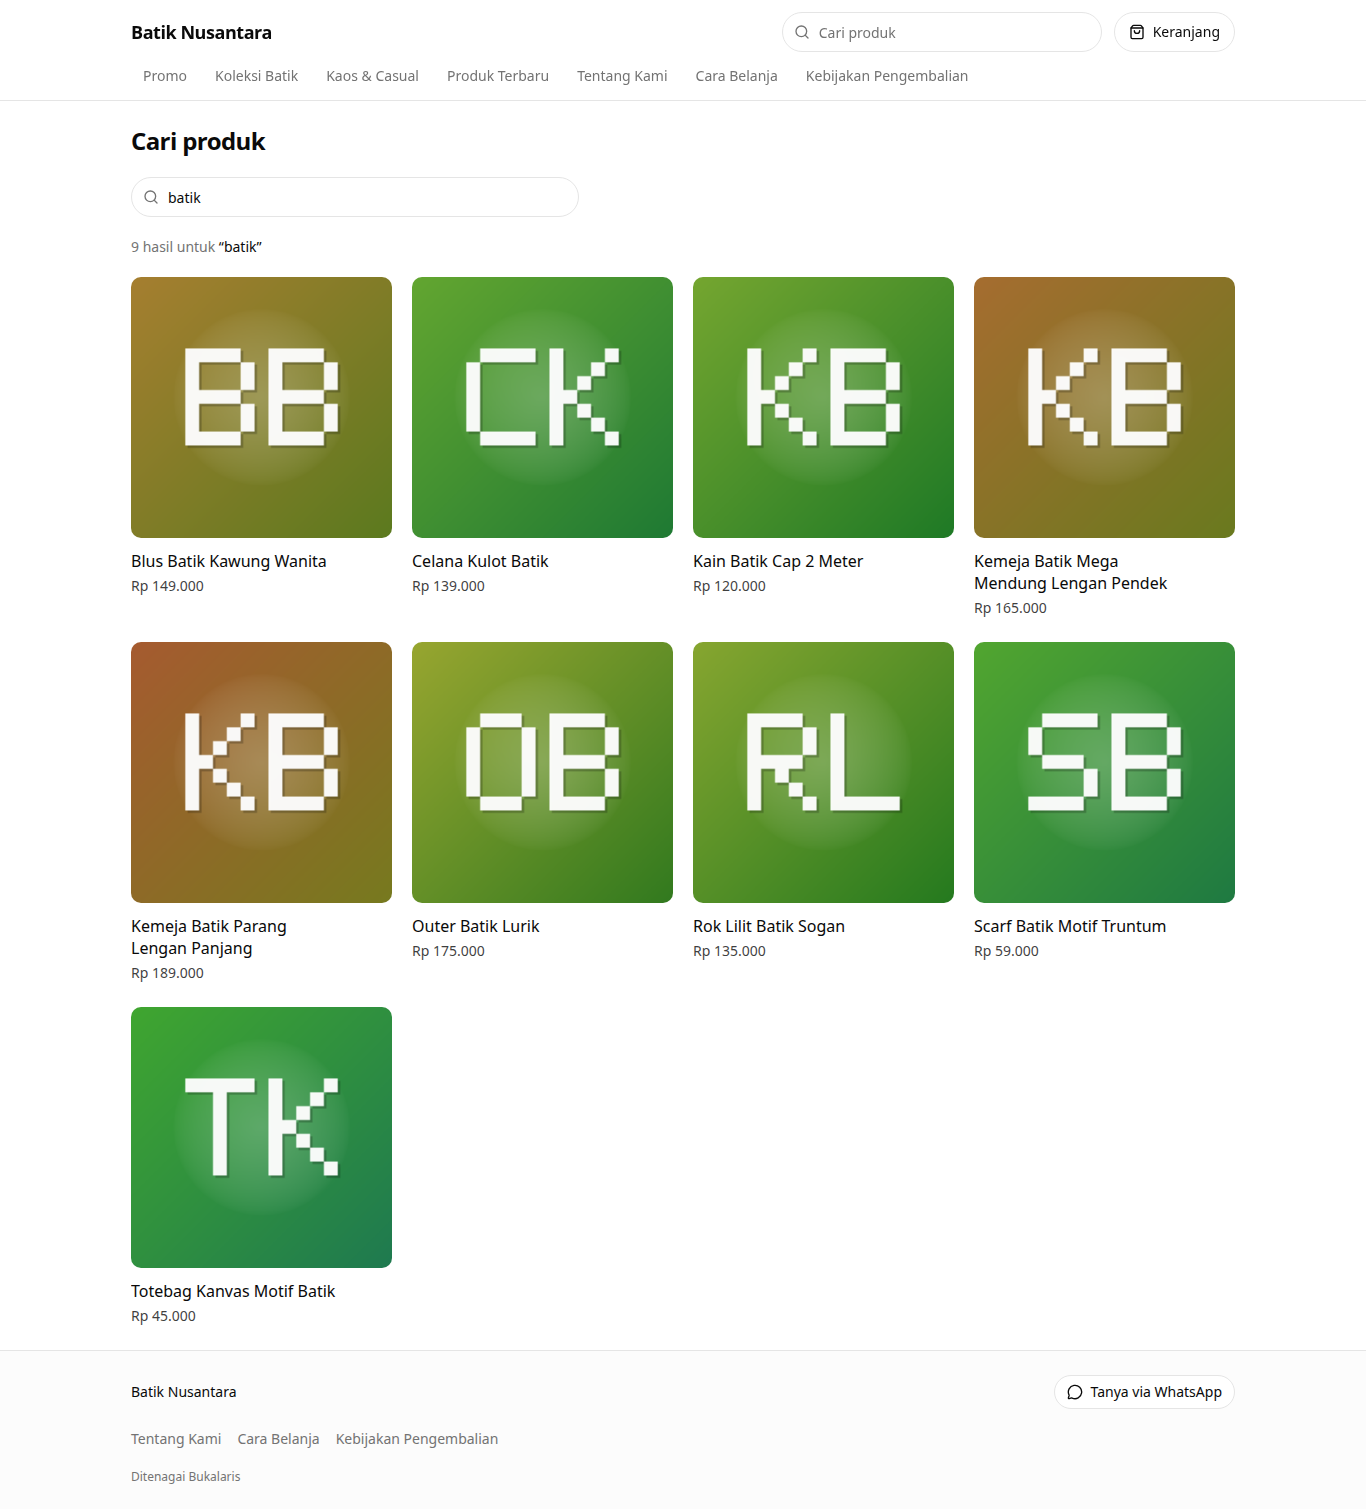 Batik Nusantara
Cari produk
Keranjang
Promo
Koleksi Batik
Kaos & Casual
Produk Terbaru
Tentang Kami
Cara Belanja
Kebijakan Pengembalian
Cari produk
batik
9 hasil untuk “batik”
BB
CK
KB
KB
Blus Batik Kawung Wanita
Rp 149.000
Celana Kulot Batik
Rp 139.000
Kain Batik Cap 2 Meter
Rp 120.000
Kemeja Batik Mega
Mendung Lengan Pendek
Rp 165.000
KB
OB
RL
SB
Kemeja Batik Parang
Lengan Panjang
Rp 189.000
Outer Batik Lurik
Rp 175.000
Rok Lilit Batik Sogan
Rp 135.000
Scarf Batik Motif Truntum
Rp 59.000
TK
Totebag Kanvas Motif Batik
Rp 45.000
Batik Nusantara
Tanya via WhatsApp
Tentang Kami
Cara Belanja
Kebijakan Pengembalian
Ditenagai Bukalaris